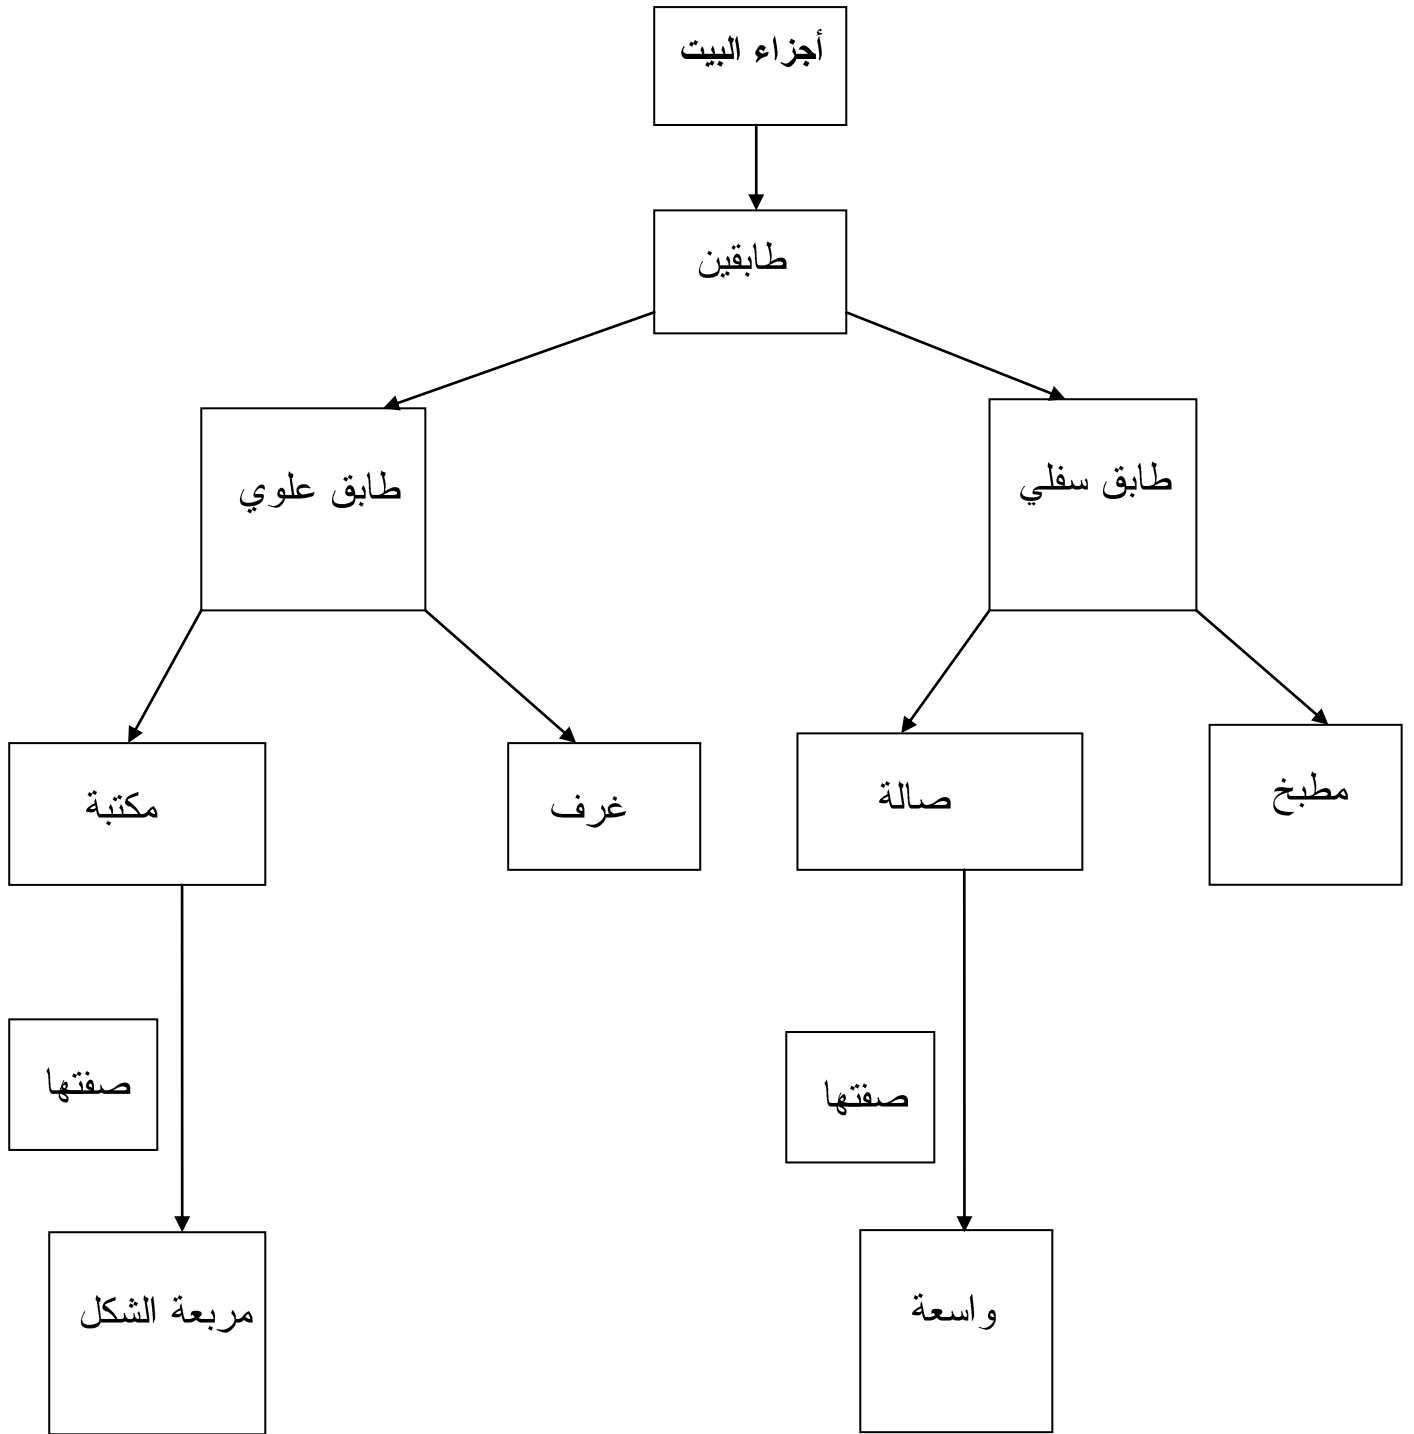 أجزاء البيت
طابقين
طابق سفلي
طابق علوي
مطبخ
صالة
غرف
مكتبة
صفتها
صفتها
واسعة
مربعة الشكل